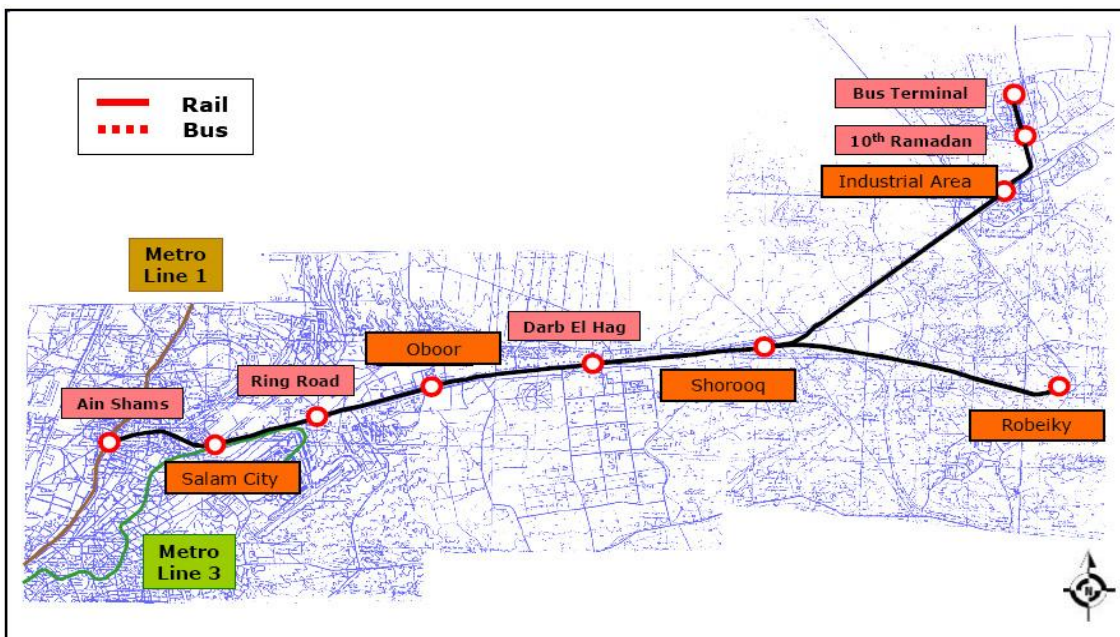 Rail
Bus
Bus Terminal
10th Ramadan
Industrial Area
Metro
Line 1
Darb El Hag
Oboor
Ring Road
Shorooq
Ain Shams
Robeiky
Salam City
Metro
Line 3
N